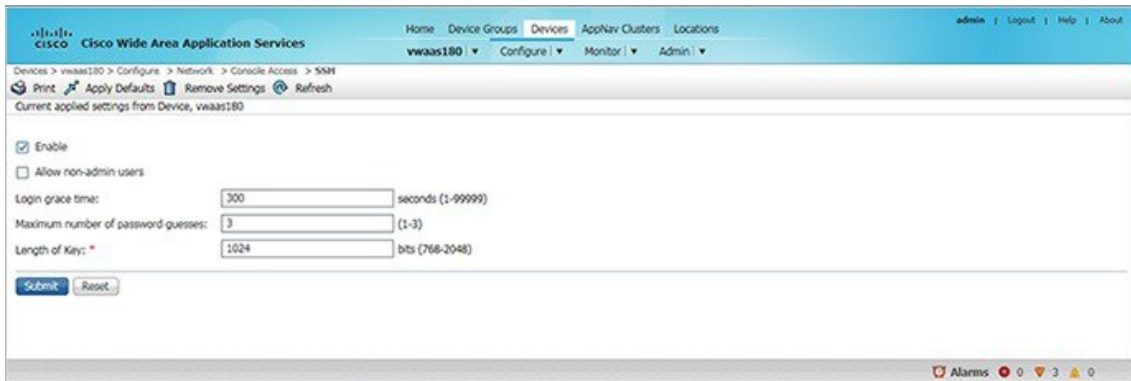 admin | Logout | Help | About
CISCO Cisco Wide Area Application Services
Home Device Groups Devices AppNav Clusters Locations
vwaas180 | ▼ Configure | ▼ Monitor | ▼ Admin | ▼
Devices > vwaas180 > Configure > Network > Console Access > SSH
Print Apply Defaults Remove Settings Refresh
Current applied settings from Device, vwaas180
Enable
Allow non-admin users
Login grace time: 300 seconds (1-99999)
Maximum number of password guesses: 3 (1-3)
Length of Key: * 1024 bits (768-2048)
Submit Reset
Alarms 0 3 0